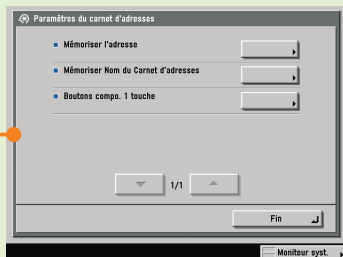 Paramètres du carnet d'adresses
Mémoriser l'adresse
Mémoriser Nom du Carnet d'adresses
Boutons compo. 1 touche
1/1
Fin
Moniteur syst.